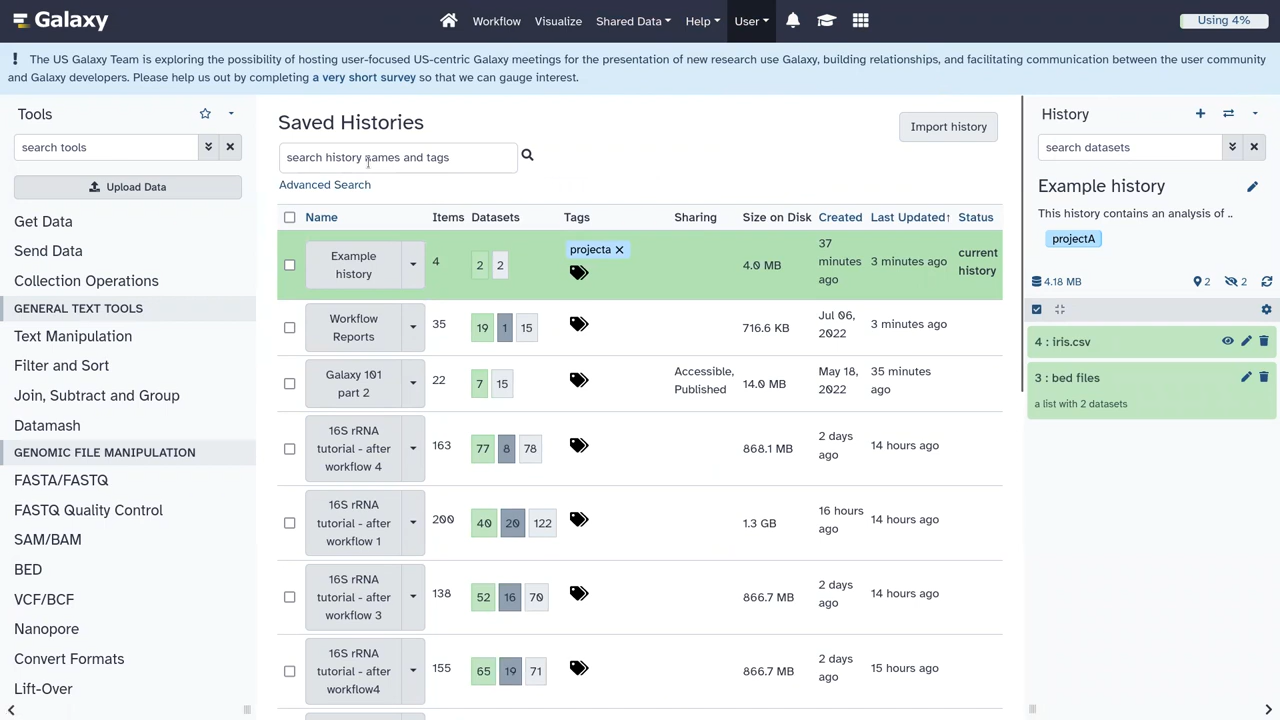 Galaxy
Workflow
Visualize
Shared Data
Help
User
Using 4%
! The US Galaxy Team is exploring the possibility of hosting user-focused US-centric Galaxy meetings for the presentation of new research use Galaxy, building relationships, and facilitating communication between the user community
and Galaxy developers. Please help us out by completing a very short survey so that we can gauge interest.
Tools
search tools
Upload Data
Get Data
Send Data
Collection Operations
GENERAL TEXT TOOLS
Text Manipulation
Filter and Sort
Join, Subtract and Group
Datamash
GENOMIC FILE MANIPULATION
FASTA/FASTQ
FASTQ Quality Control
SAM/BAM
BED
VCF/BCF
Nanopore
Convert Formats
Lift-Over
Saved Histories
Import history
search history names and tags
Advanced Search
Name Items Datasets Tags Sharing Size on Disk Created Last Updated↑ Status
Example
history
4
2 2
projecta
4.0 MB
37
minutes
ago
3 minutes ago
current
history
Workflow
Reports
35
19 1 15
716.6 KB
Jul 06,
2022
3 minutes ago
Galaxy 101
part 2
22
7 15
Accessible,
Published
14.0 MB
May 18,
2022
35 minutes
ago
16S rRNA
tutorial - after
workflow 4
163
77 8 78
868.1 MB
2 days
ago
14 hours ago
16S rRNA
tutorial - after
workflow 1
200
40 20 122
1.3 GB
16 hours
ago
14 hours ago
16S rRNA
tutorial - after
workflow 3
138
52 16 70
866.7 MB
2 days
ago
14 hours ago
16S rRNA
tutorial - after
workflow4
155
65 19 71
866.7 MB
2 days
ago
15 hours ago
History
search datasets
Example history
This history contains an analysis of ..
projectA
4.18 MB
2
2
4 : iris.csv
3 : bed files
a list with 2 datasets